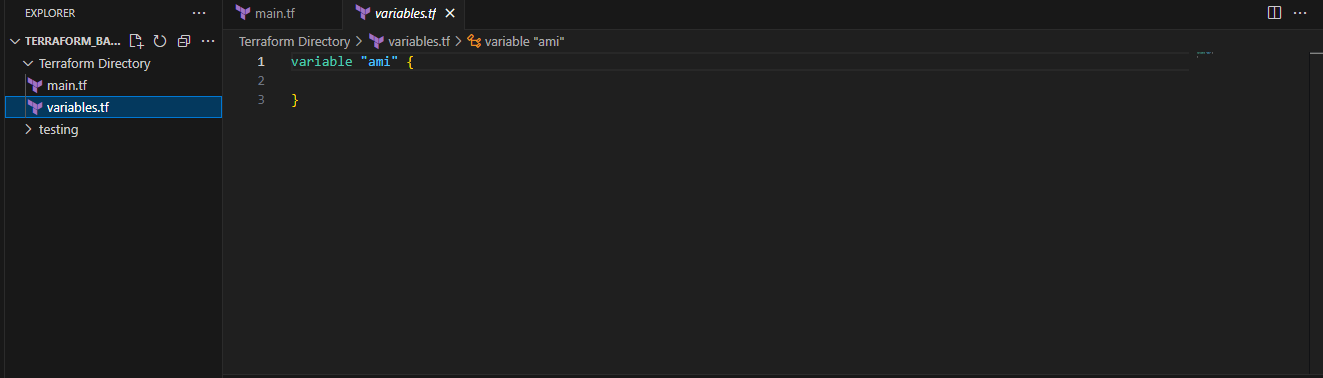 EXPLORER ...
TERRAFORM_BA... ...
Terraform Directory
main.tf
variables.tf
testing
main.tf variables.tf ...
Terraform Directory > variables.tf > variable "ami"
1 variable "ami" {
2
3 }